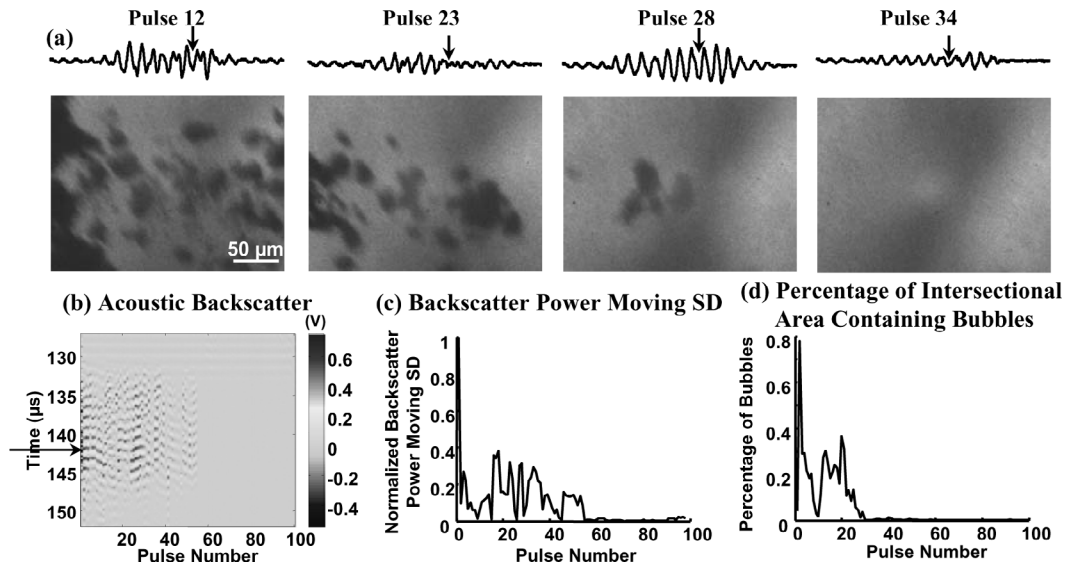 Pulse 12 Pulse 23 Pulse 28 Pulse 34
(a)
50 µm
(b) Acoustic Backscatter
(V)
130
135
140
145
150
Time (µs)
0.6
0.4
0.2
0
-0.2
-0.4
20 40 60 80 100
Pulse Number
(c) Backscatter Power Moving SD
Normalized Backscatter
Power Moving SD
1
0.8
0.6
0.4
0.2
0 20 40 60 80 100
Pulse Number
(d) Percentage of Intersectional
Area Containing Bubbles
Percentage of Bubbles
0.8
0.6
0.4
0.2
0
0 20 40 60 80 100
Pulse Number